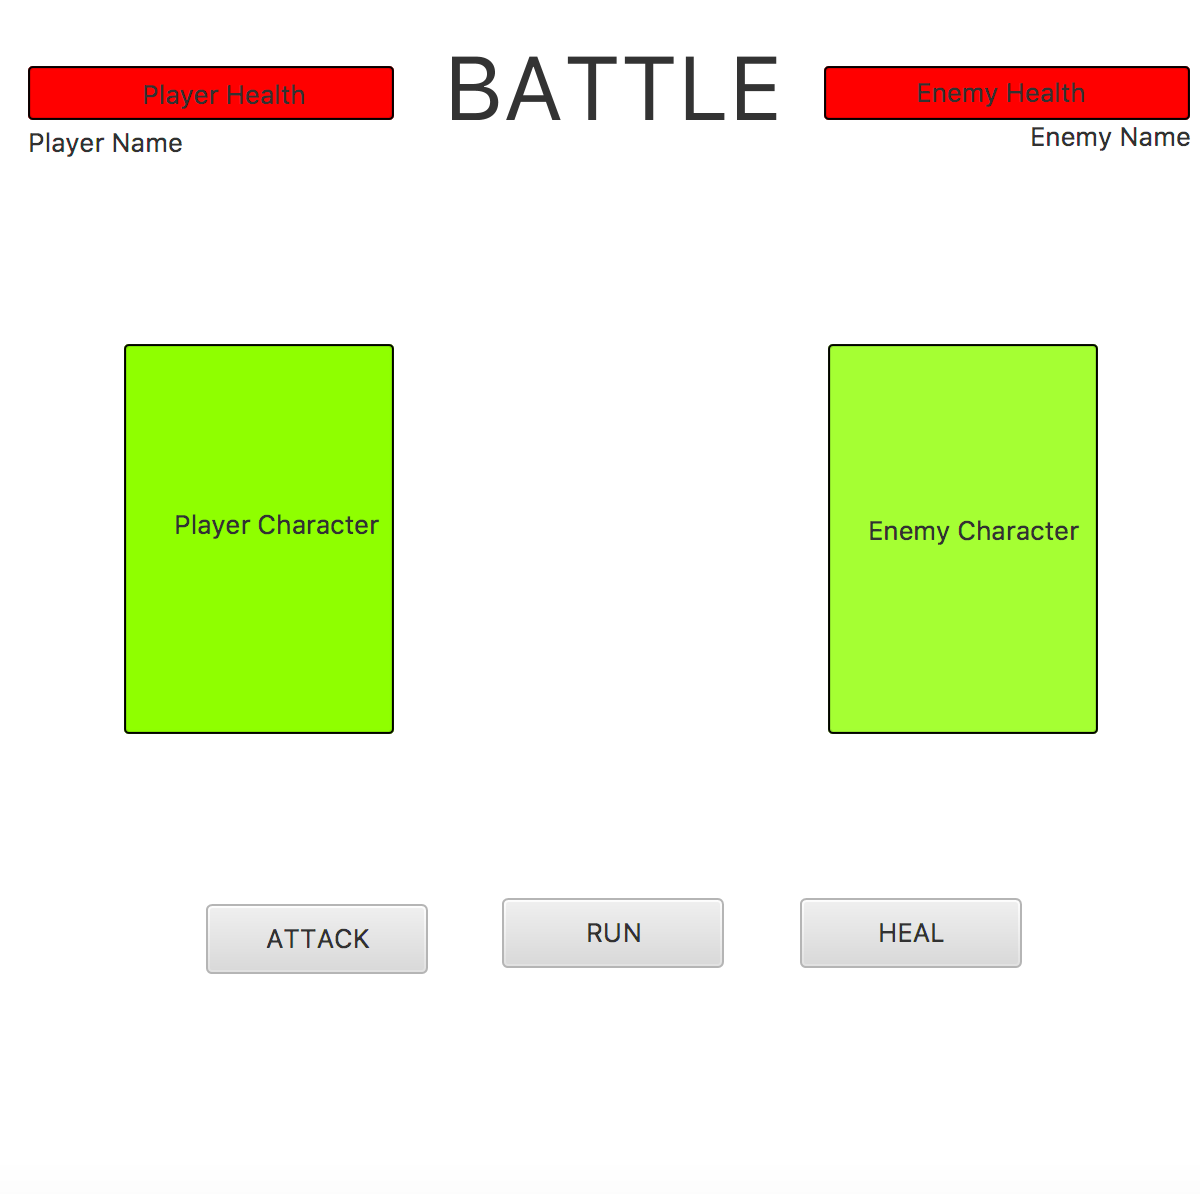 BATTLE
Player Health
Enemy Health
Player Name
Enemy Name
Player Character
Enemy Character
ATTACK
RUN
HEAL